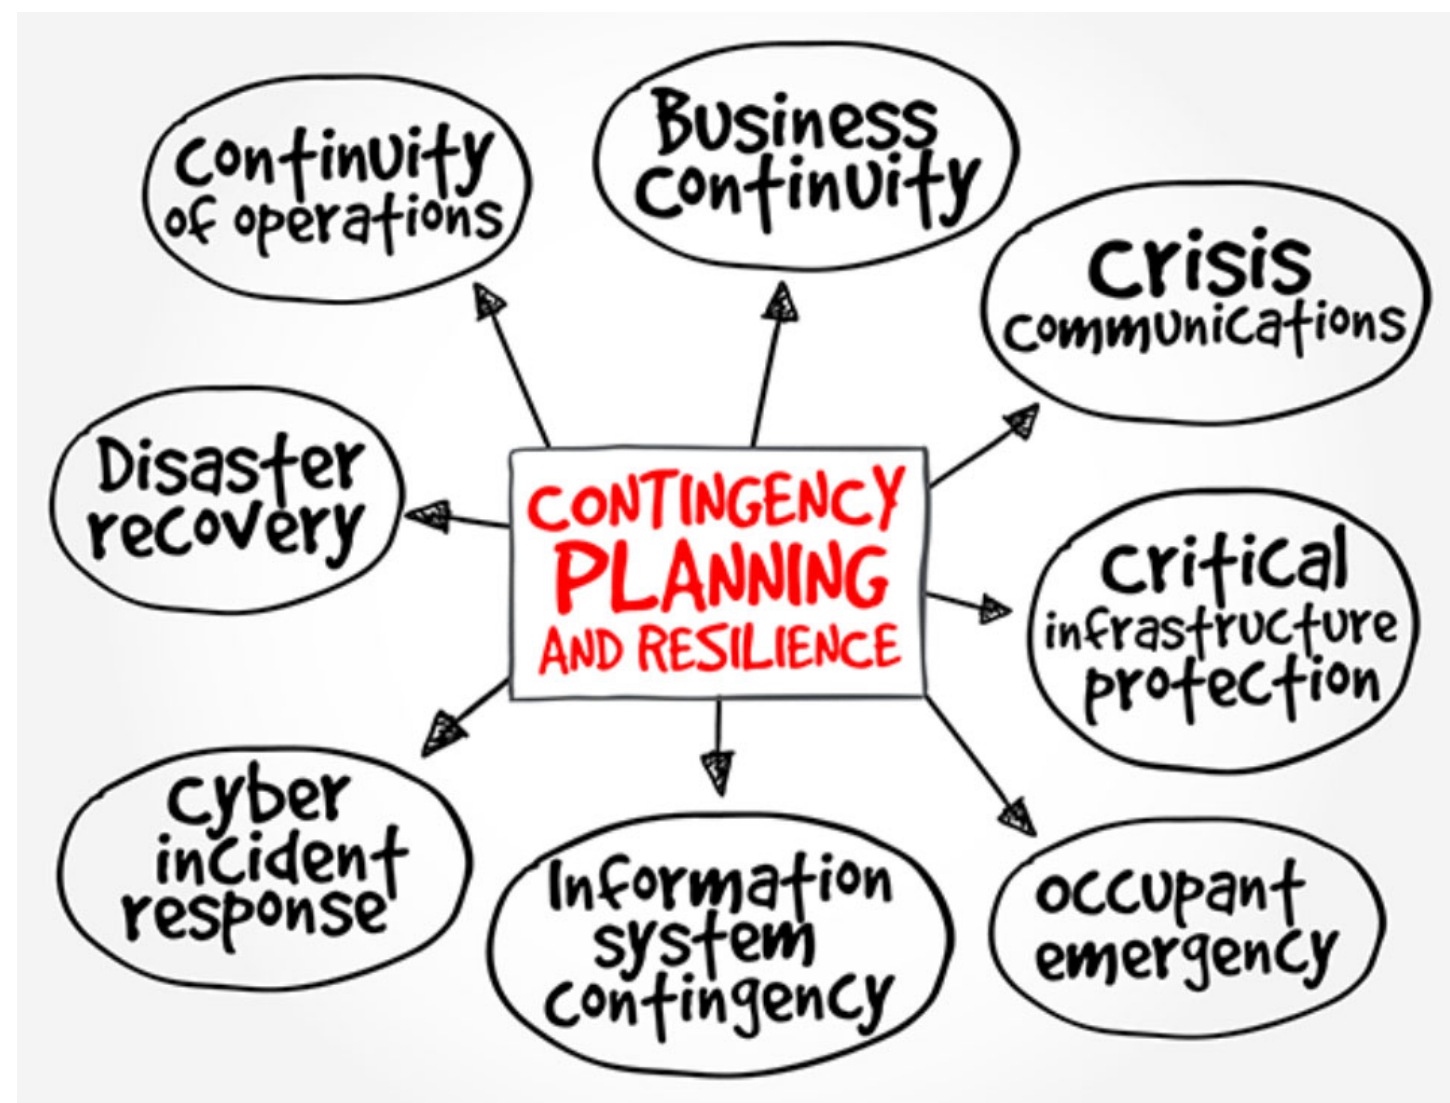 Continuity
of operations
Business
continuity
Crisis
communications
Disaster
recovery
CONTINGENCY
PLANNING
AND RESILIENCE
Critical
infrastructure
protection
Cyber
incident
response
Information
system
contingency
Occupant
emergency